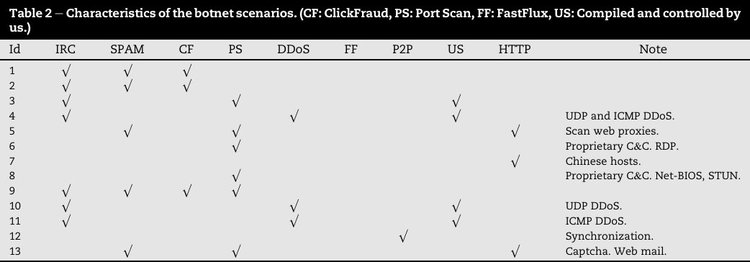 Table 2 – Characteristics of the botnet scenarios. (CF: ClickFraud, PS: Port Scan, FF: FastFlux, US: Compiled and controlled by
us.)
Id IRC SPAM CF PS DDoS FF P2P US HTTP Note
1 √ √ √
2 √ √ √
3 √ √ √
4 √ √ √ UDP and ICMP DDoS.
5 √ √ √ Scan web proxies.
6 √ Proprietary C&C. RDP.
7 √ Chinese hosts.
8 √ Proprietary C&C. Net-BIOS, STUN.
9 √ √ √ √
10 √ √ √ UDP DDoS.
11 √ √ √ ICMP DDoS.
12 √ Synchronization.
13 √ √ √ Captcha. Web mail.